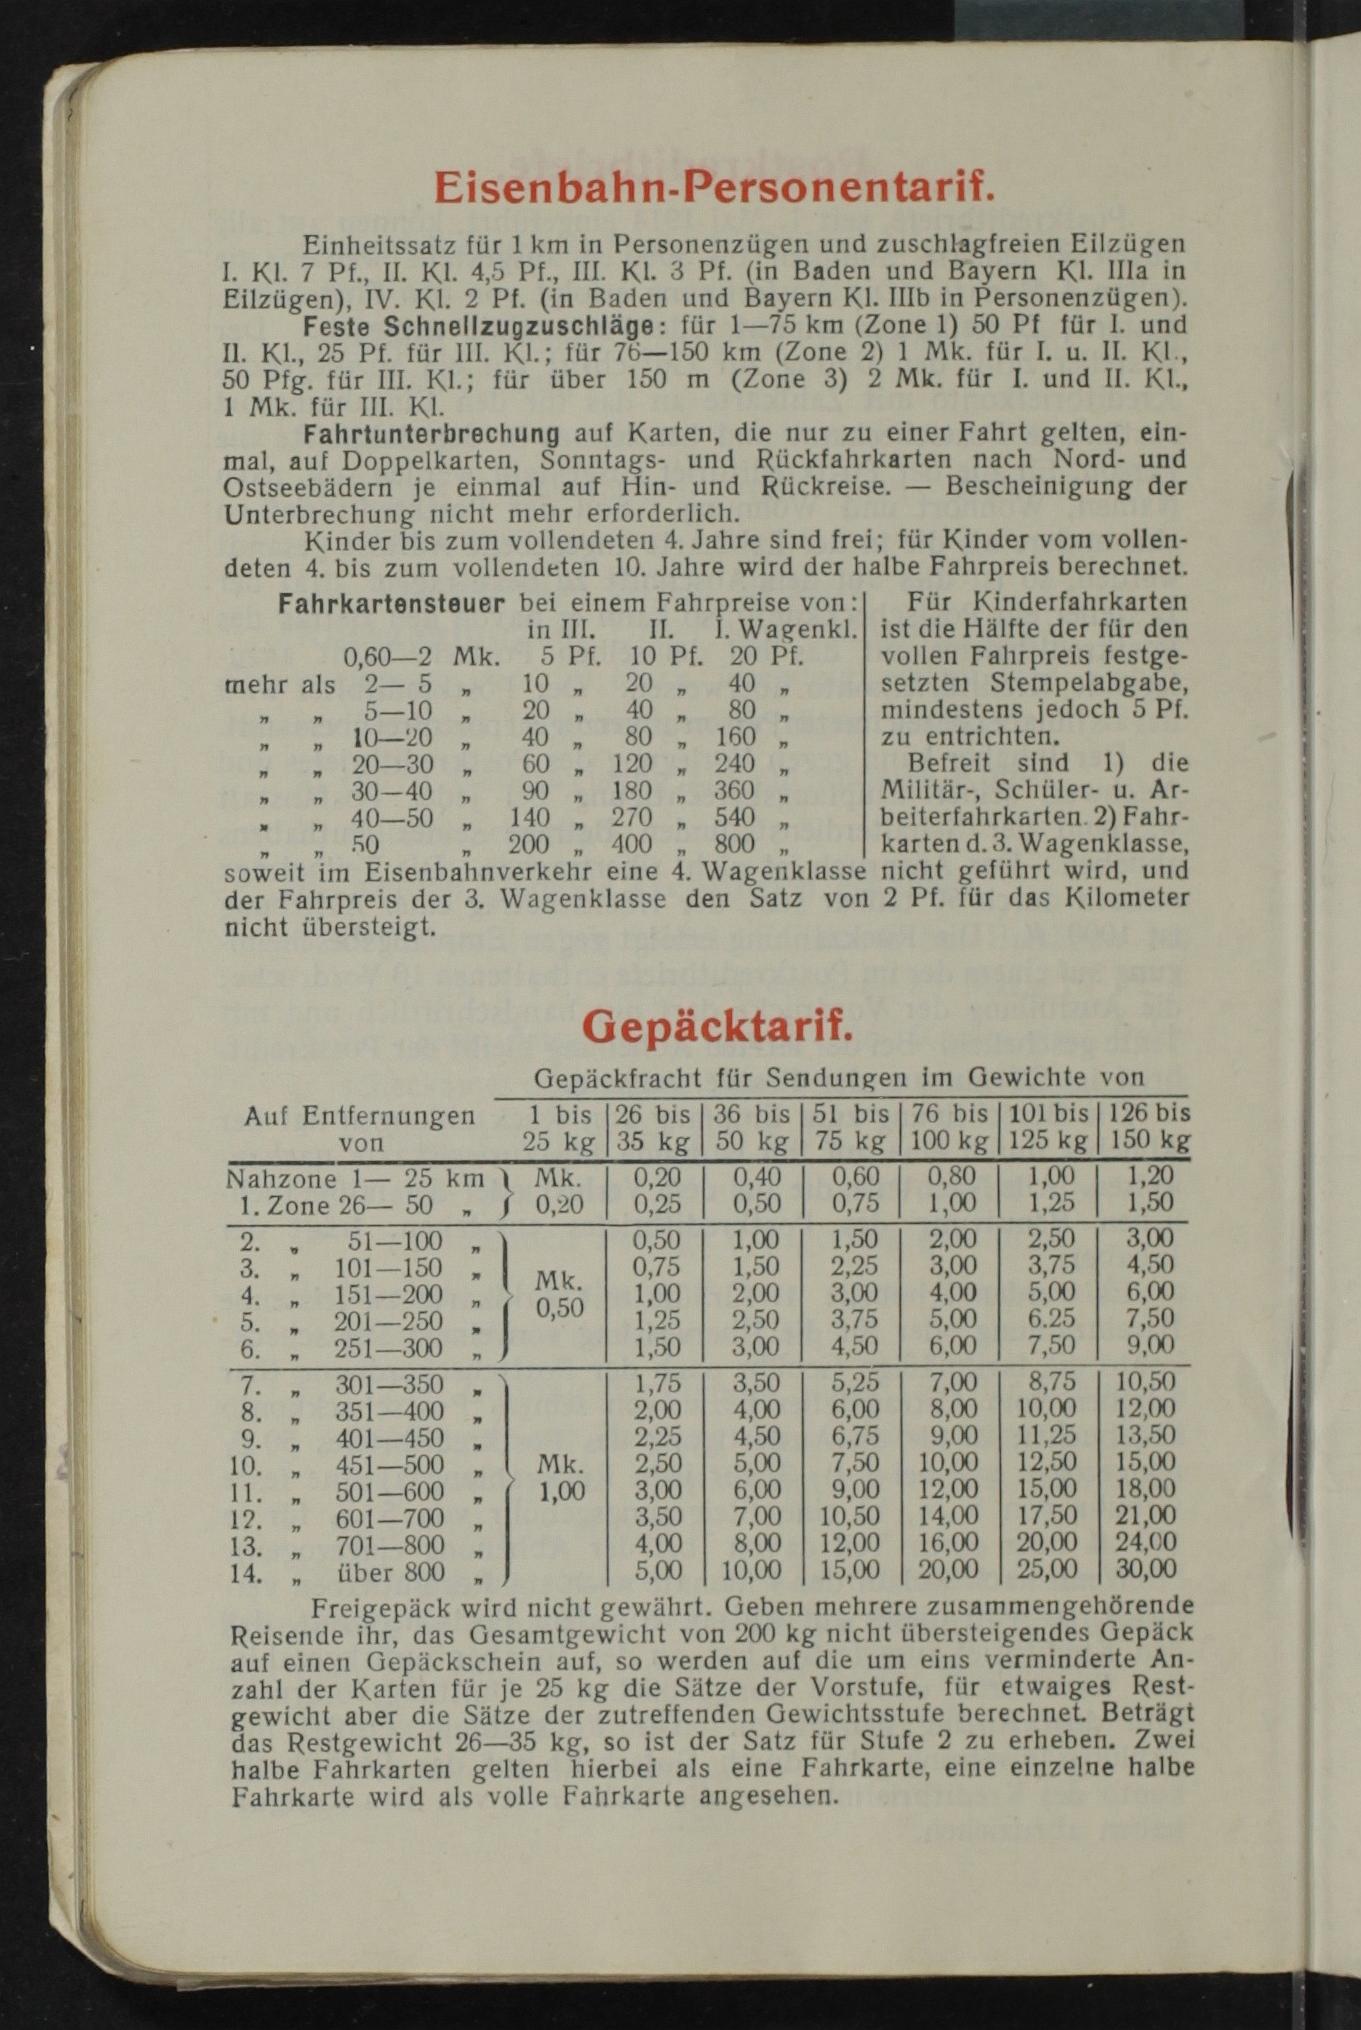 Eisenbahn-Personentarif.
Einheitssatz für 1 km in Personenzügen und zuschlagfreien Eilzügen
I. Kl. 7 Pf., II. Kl. 4,5 Pf., III. Kl. 3 Pf. (in Baden und Bayern Kl. IIIa in
Eilzügen), IV. Kl. 2 Pf. (in Baden und Bayern Kl. IIIb in Personenzügen).
Feste Schnellzugzuschläge: für 1—75 km (Zone 1) 50 Pf für I. und
II. Kl., 25 Pf. für III. Kl.; für 76—150 km (Zone 2) 1 Mk. für I. u. II. Kl.,
50 Pfg. für III. Kl.; für über 150 m (Zone 3) 2 Mk. für I. und II. Kl.,
1 Mk. für III. Kl.
Fahrtunterbrechung auf Karten, die nur zu einer Fahrt gelten, ein-
mal, auf Doppelkarten, Sonntags- und Rückfahrkarten nach Nord- und
Ostseebädern je einmal auf Hin- und Rückreise. — Bescheinigung der
Unterbrechung nicht mehr erforderlich.
Kinder bis zum vollendeten 4. Jahre sind frei; für Kinder vom vollen-
deten 4. bis zum vollendeten 10. Jahre wird der halbe Fahrpreis berechnet.
Fahrkartensteuer bei einem Fahrpreise von:
in III. II. I. Wagenkl.
0,60—2 Mk. 5 Pf. 10 Pf. 20 Pf.
mehr als 2— 5 „ 10 „ 20 „ 40 „
„ „ 5—10 „ 20 „ 40 „ 80 „
„ „ 10—20 „ 40 „ 80 „ 160 „
„ „ 20—30 „ 60 „ 120 „ 240 „
„ „ 30—40 „ 90 „ 180 „ 360 „
„ „ 40—50 „ 140 „ 270 „ 540 „
„ „ 50 „ 200 „ 400 „ 800 „
Für Kinderfahrkarten
ist die Hälfte der für den
vollen Fahrpreis festge-
setzten Stempelabgabe,
mindestens jedoch 5 Pf.
zu entrichten.
Befreit sind 1) die
Militär-, Schüler- u. Ar-
beiterfahrkarten. 2) Fahr-
karten d. 3. Wagenklasse,
soweit im Eisenbahnverkehr eine 4. Wagenklasse nicht geführt wird, und
der Fahrpreis der 3. Wagenklasse den Satz von 2 Pf. für das Kilometer
nicht übersteigt.
Gepäcktarif.
Gepäckfracht für Sendungen im Gewichte von
Auf Entfernungen 1 bis 26 bis 36 bis 51 bis 76 bis 101 bis 126 bis
von 25 kg 35 kg 50 kg 75 kg 100 kg 125 kg 150 kg
Nahzone 1— 25 km Mk. 0,20 0,40 0,60 0,80 1,00 1,20
1. Zone 26— 50 „ 0,20 0,25 0,50 0,75 1,00 1,25 1,50
2. „ 51—100 „ 0,50 1,00 1,50 2,00 2,50 3,00
3. „ 101—150 „ Mk. 0,75 1,50 2,25 3,00 3,75 4,50
4. „ 151—200 „ 0,50 1,00 2,00 3,00 4,00 5,00 6,00
5. „ 201—250 „ 1,25 2,50 3,75 5,00 6.25 7,50
6. „ 251—300 „ 1,50 3,00 4,50 6,00 7,50 9,00
7. „ 301—350 „ 1,75 3,50 5,25 7,00 8,75 10,50
8. „ 351—400 „ 2,00 4,00 6,00 8,00 10,00 12,00
9. „ 401—450 „ 2,25 4,50 6,75 9,00 11,25 13,50
10. „ 451—500 „ Mk. 2,50 5,00 7,50 10,00 12,50 15,00
11. „ 501—600 „ 1,00 3,00 6,00 9,00 12,00 15,00 18,00
12. „ 601—700 „ 3,50 7,00 10,50 14,00 17,50 21,00
13. „ 701—800 „ 4,00 8,00 12,00 16,00 20,00 24,00
14. „ über 800 „ 5,00 10,00 15,00 20,00 25,00 30,00
Freigepäck wird nicht gewährt. Geben mehrere zusammengehörende
Reisende ihr, das Gesamtgewicht von 200 kg nicht übersteigendes Gepäck
auf einen Gepäckschein auf, so werden auf die um eins verminderte An-
zahl der Karten für je 25 kg die Sätze der Vorstufe, für etwaiges Rest-
gewicht aber die Sätze der zutreffenden Gewichtsstufe berechnet. Beträgt
das Restgewicht 26—35 kg, so ist der Satz für Stufe 2 zu erheben. Zwei
halbe Fahrkarten gelten hierbei als eine Fahrkarte, eine einzelne halbe
Fahrkarte wird als volle Fahrkarte angesehen.